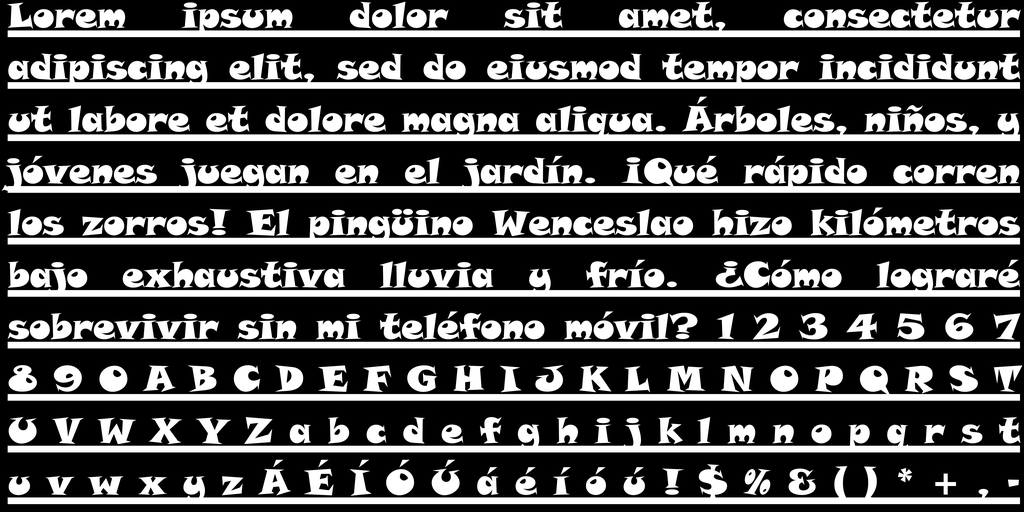 Lorem ipsum dolor sit amet, consectetur
adipiscing elit, sed do eiusmod tempor incididunt
ut labore et dolore magna aliqua. Árboles, niños, y
jóvenes juegan en el jardín. ¡Qué rápido corren
los zorros! El pingüino Wenceslao hizo kilómetros
bajo exhaustiva lluvia y frío. ¿Cómo lograré
sobrevivir sin mi teléfono móvil? 1 2 3 4 5 6 7
8 9 O A B C D E F G H I J K L M N O P Q R S T
U V W X Y Z a b c d e f g h i j k l m n o p q r s t
u v w x y z Á É Í Ó Ú á é í ó ú ! $ % & ( ) * + , -